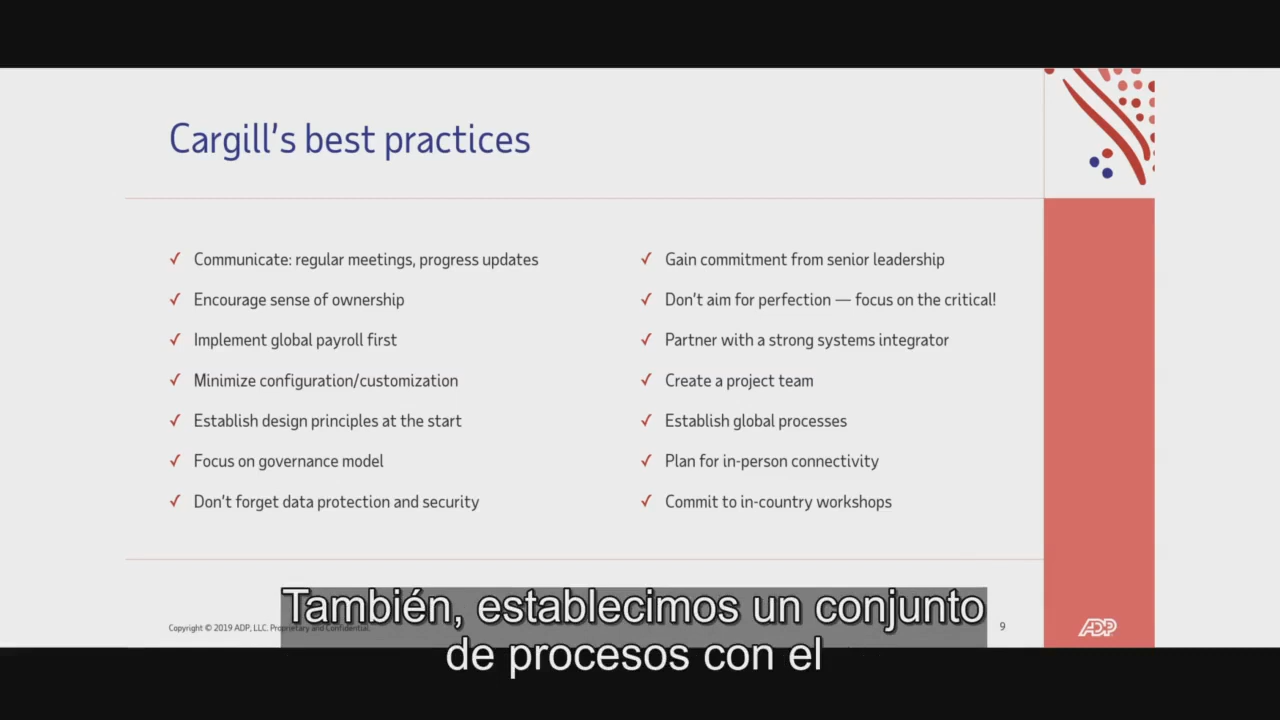 Cargill's best practices
✓ Communicate: regular meetings, progress updates
✓ Encourage sense of ownership
✓ Implement global payroll first
✓ Minimize configuration/customization
✓ Establish design principles at the start
✓ Focus on governance model
✓ Don't forget data protection and security
✓ Gain commitment from senior leadership
✓ Don't aim for perfection — focus on the critical!
✓ Partner with a strong systems integrator
✓ Create a project team
✓ Establish global processes
✓ Plan for in-person connectivity
✓ Commit to in-country workshops
También, establecimos un conjunto
de procesos con el
Copyright © 2019 ADP, LLC. Proprietary and Confidential.
9
ADP